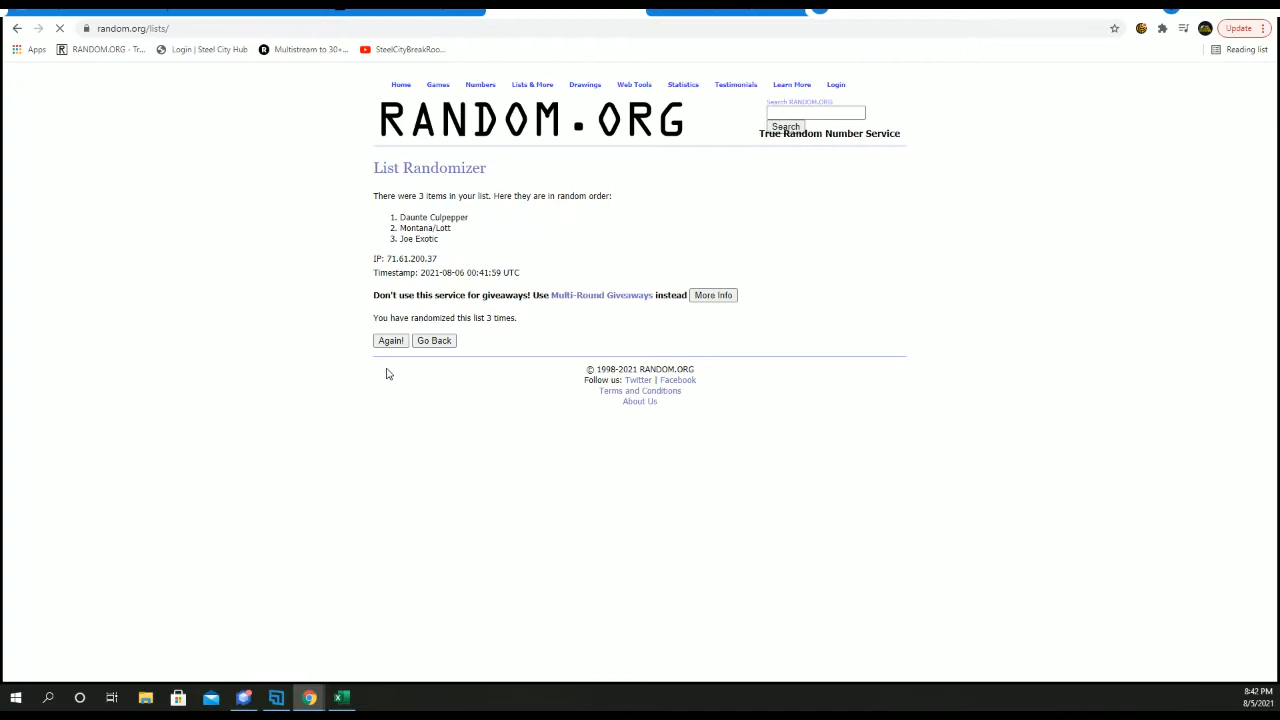 random.org/lists/
Update
Apps
RANDOM.ORG - Tr...
Login | Steel City Hub
Multistream to 30+...
SteelCityBreakRoo...
Reading list
Home Games Numbers Lists & More Drawings Web Tools Statistics Testimonials Learn More Login
RANDOM.ORG
Search RANDOM.ORG
Search
True Random Number Service
List Randomizer
There were 3 items in your list. Here they are in random order:
1. Daunte Culpepper
2. Montana/Lott
3. Joe Exotic
IP: 71.61.200.37
Timestamp: 2021-08-06 00:41:59 UTC
Don't use this service for giveaways! Use Multi-Round Giveaways instead More Info
You have randomized this list 3 times.
Again! Go Back
© 1998-2021 RANDOM.ORG
Follow us: Twitter | Facebook
Terms and Conditions
About Us
8:42 PM
8/5/2021